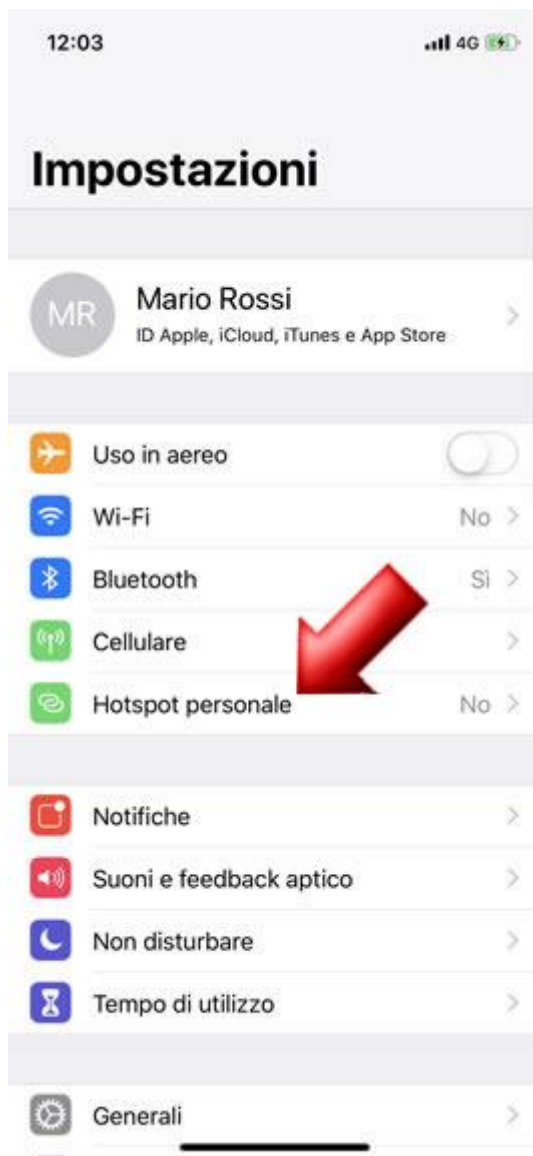 12:03
4G
Impostazioni
MR
Mario Rossi
ID Apple, iCloud, iTunes e App Store
Uso in aereo
Wi-Fi No
Bluetooth Sì
Cellulare
Hotspot personale No
Notifiche
Suoni e feedback aptico
Non disturbare
Tempo di utilizzo
Generali